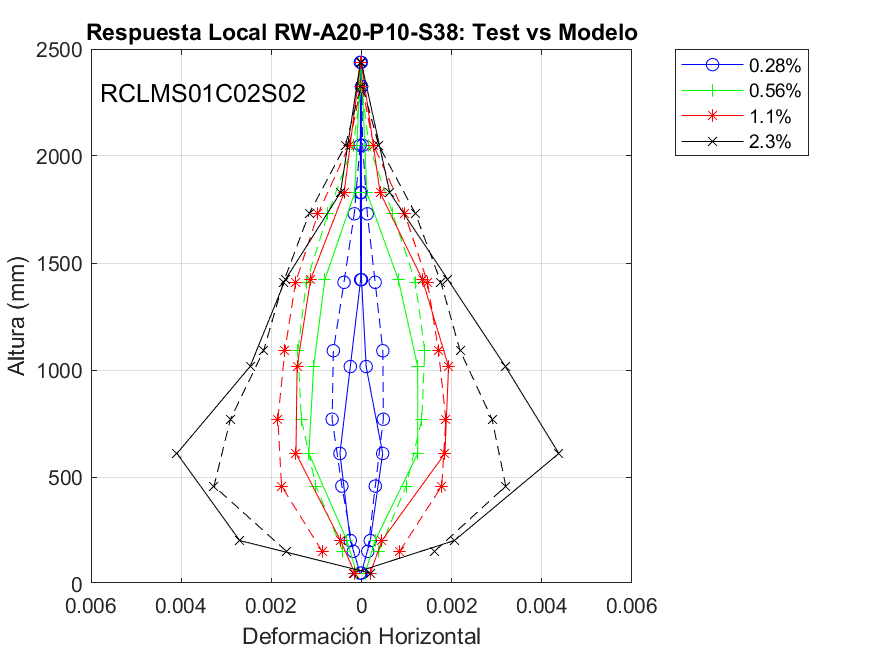 Respuesta Local RW-A20-P10-S38: Test vs Modelo
RCLMS01C02S02
0.28%
0.56%
1.1%
2.3%
2500
2000
1500
1000
500
0
0.006 0.004 0.002 0 0.002 0.004 0.006
Altura (mm)
Deformación Horizontal